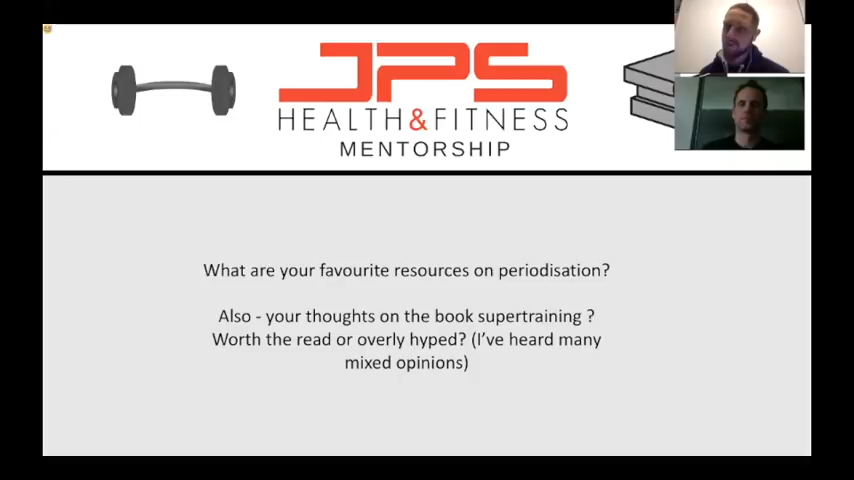 JPS
HEALTH&FITNESS
MENTORSHIP
What are your favourite resources on periodisation?
Also - your thoughts on the book supertraining ?
Worth the read or overly hyped? (I've heard many
mixed opinions)